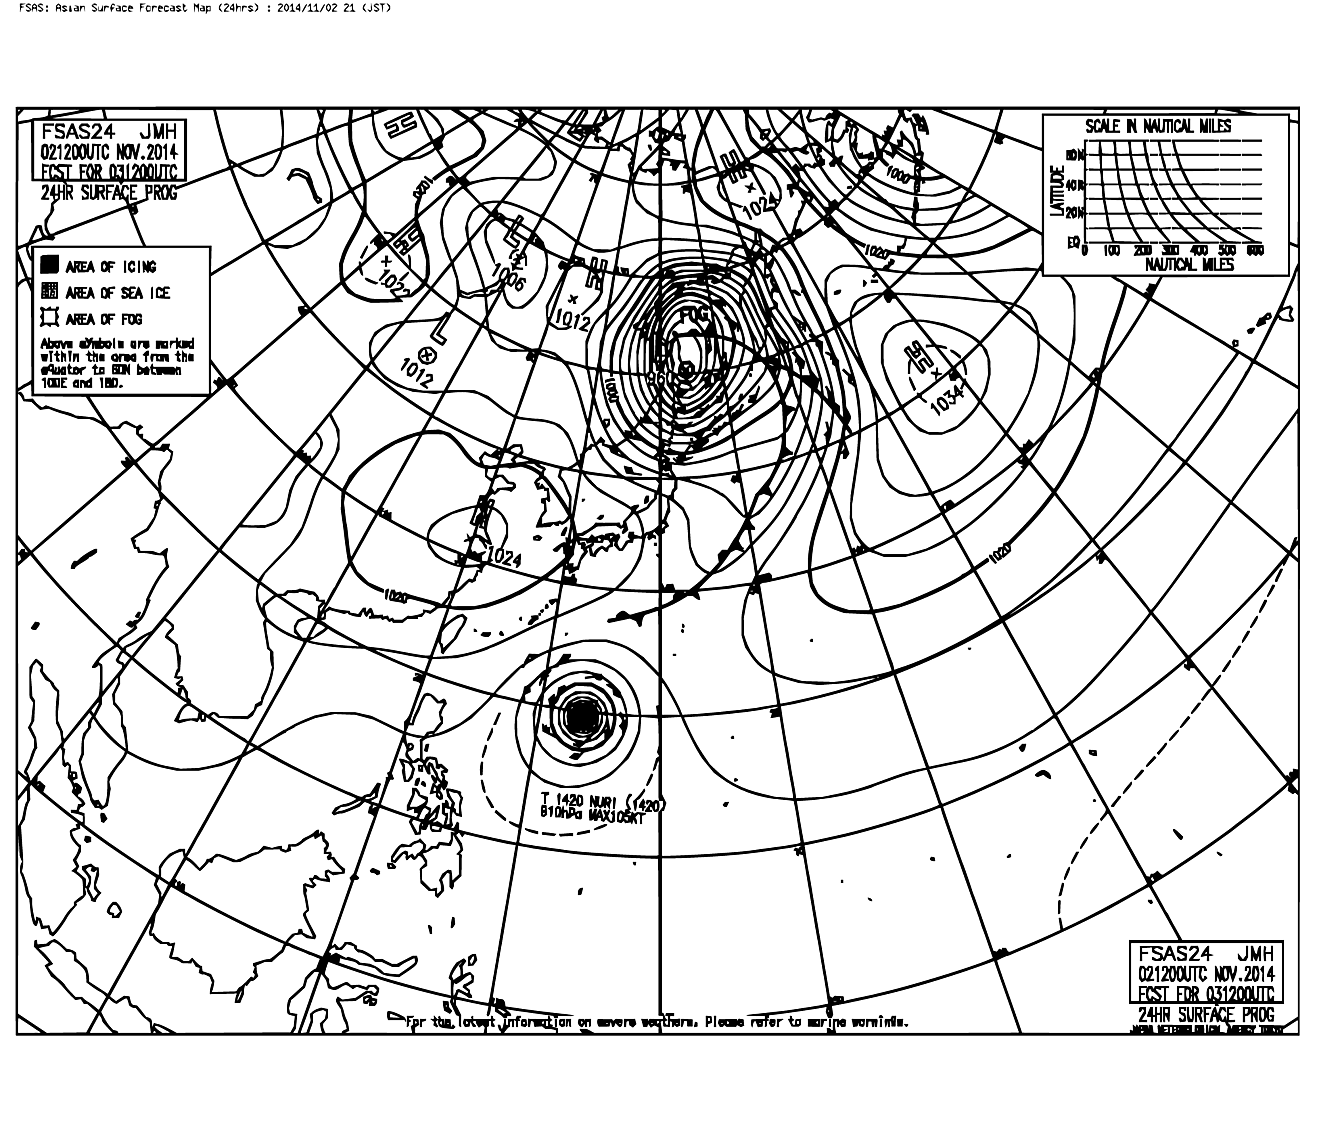 FSAS: Asian Surface Forecast Map (24hrs) : 2014/11/02 21 (JST)
FSAS24 JMH
021200UTC NOV.2014
FCST FOR 031200UTC
24HR SURFACE PROG
AREA OF ICING
AREA OF SEA ICE
AREA OF FOG
Above symbols are marked
within the area from the
equator to 60N between
100E and 180.
SCALE IN NAUTICAL MILES
LATITUDE
60N
40N
20N
EQ
0 100 200 300 400 500 600
NAUTICAL MILES
H
1024
1000
1020
1020
H
1022
L
1006
H
1012
L
1012
FOG
1000
H
1034
H
1024
1020
1020
T 1420 NURI (1420)
910hPa MAX105KT
For the latest information on severe weathers, Please refer to marine warnings.
FSAS24 JMH
021200UTC NOV.2014
FCST FOR 031200UTC
24HR SURFACE PROG
JAPAN METEOROLOGICAL AGENCY TOKYO